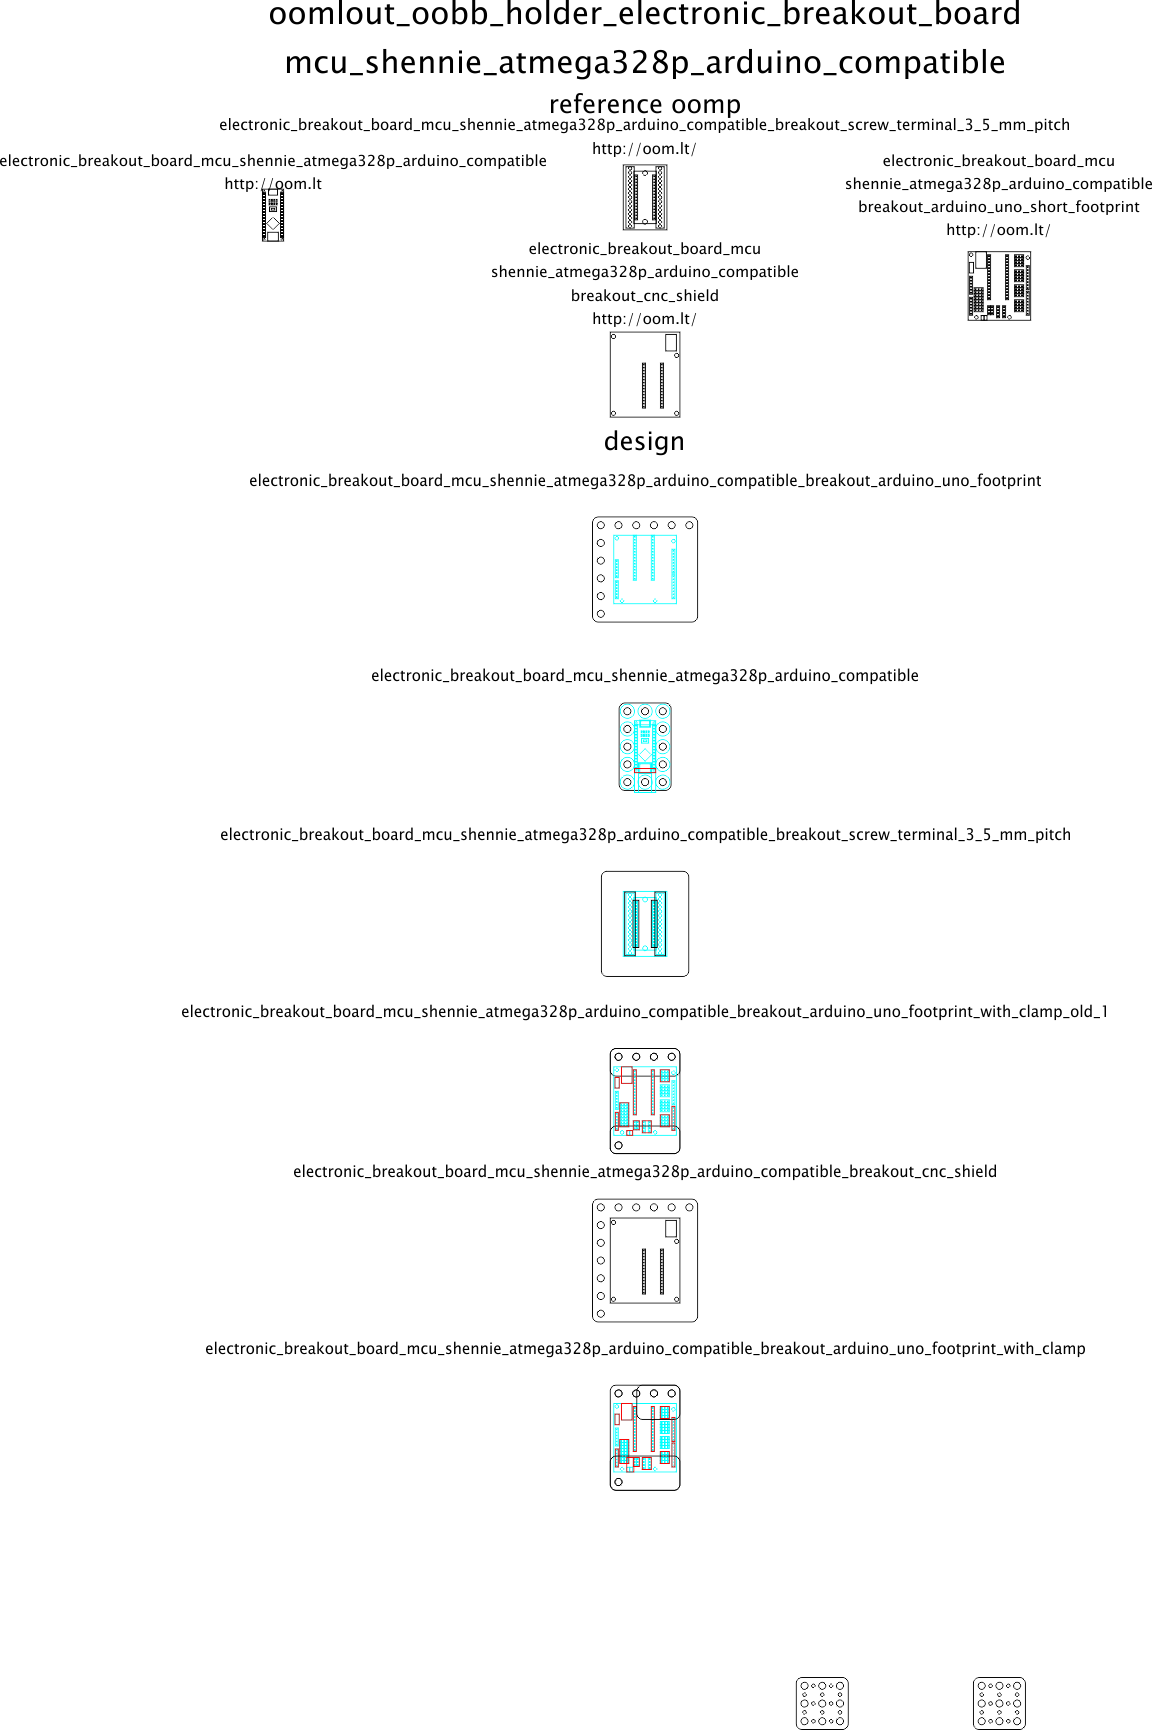 oomlout_oobb_holder_electronic_breakout_board
mcu_shennie_atmega328p_arduino_compatible
reference oomp
electronic_breakout_board_mcu_shennie_atmega328p_arduino_compatible_breakout_screw_terminal_3_5_mm_pitch
http://oom.lt/
electronic_breakout_board_mcu_shennie_atmega328p_arduino_compatible
http://oom.lt
electronic_breakout_board_mcu
shennie_atmega328p_arduino_compatible
breakout_arduino_uno_short_footprint
http://oom.lt/
electronic_breakout_board_mcu
shennie_atmega328p_arduino_compatible
breakout_cnc_shield
http://oom.lt/
design
electronic_breakout_board_mcu_shennie_atmega328p_arduino_compatible_breakout_arduino_uno_footprint
electronic_breakout_board_mcu_shennie_atmega328p_arduino_compatible
electronic_breakout_board_mcu_shennie_atmega328p_arduino_compatible_breakout_screw_terminal_3_5_mm_pitch
electronic_breakout_board_mcu_shennie_atmega328p_arduino_compatible_breakout_arduino_uno_footprint_with_clamp_old_1
electronic_breakout_board_mcu_shennie_atmega328p_arduino_compatible_breakout_cnc_shield
electronic_breakout_board_mcu_shennie_atmega328p_arduino_compatible_breakout_arduino_uno_footprint_with_clamp